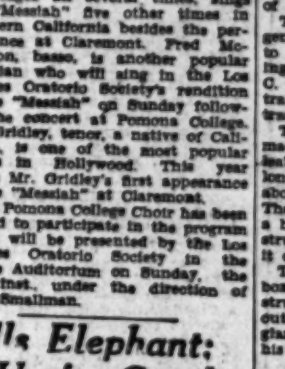 "Messiah" five other times in
ern California besides the per-
nce at Claremont. Fred Mc-
on, basso, is another popular
ian who will sing in the Los
s Oratorio Society's rendition
"Messiah" on Sunday follow-
he concert at Pomona College.
Gridley, tenor, a native of Cali-
is one of the most popular
in Hollywood. This year
Mr. Gridley's first appearance
"Messiah" at Claremont.
Pomona College Choir has been
d to participate in the program
will be presented by the Los
s Oratorio Society in the
Auditorium on Sunday, the
inst., under the direction of
Smallman.
lls Elephant;